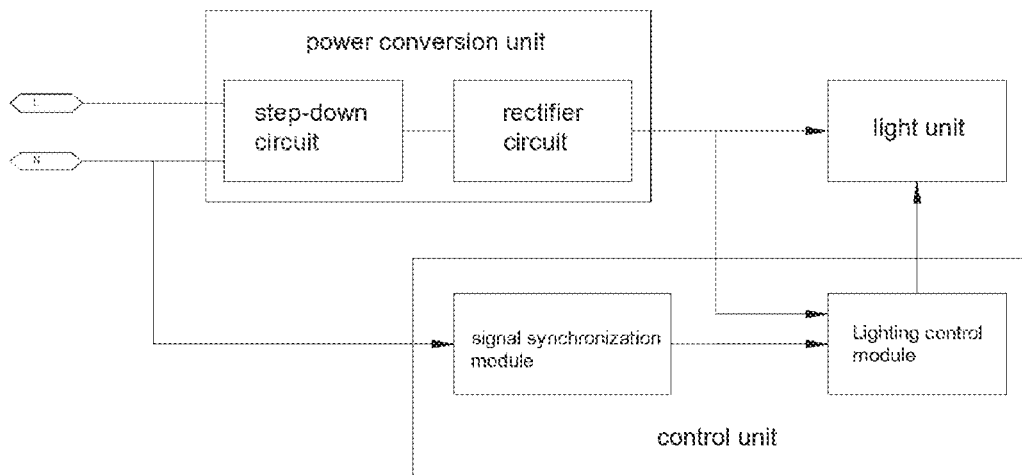 power conversion unit
step-down
circuit
rectifier
circuit
light unit
L
N
signal synchronization
module
Lighting control
module
control unit